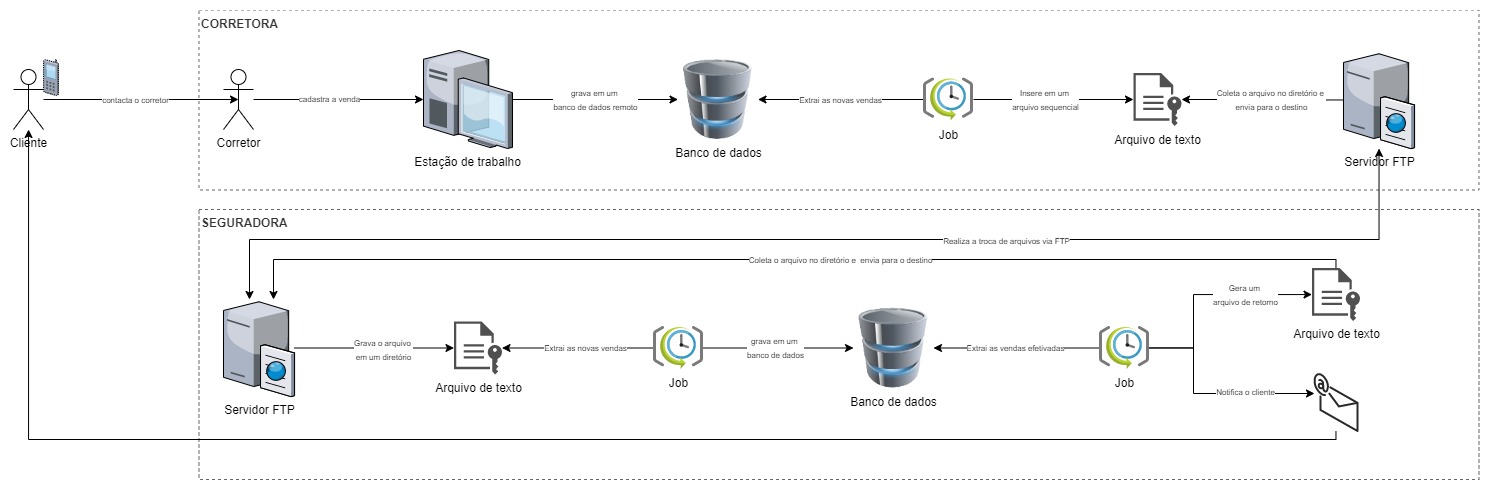 CORRETORA
Cliente
contacta o corretor
Corretor
cadastra a venda
Estação de trabalho
grava em um
banco de dados remoto
Banco de dados
Extrai as novas vendas
Job
Insere em um
arquivo sequencial
Arquivo de texto
Coleta o arquivo no diretório e
envia para o destino
Servidor FTP
SEGURADORA
Realiza a troca de arquivos via FTP
Coleta o arquivo no diretório e envia para o destino
Servidor FTP
Grava o arquivo
em um diretório
Arquivo de texto
Extrai as novas vendas
Job
grava em um
banco de dados
Banco de dados
Extrai as vendas efetivadas
Job
Gera um
arquivo de retorno
Arquivo de texto
Notifica o cliente
@